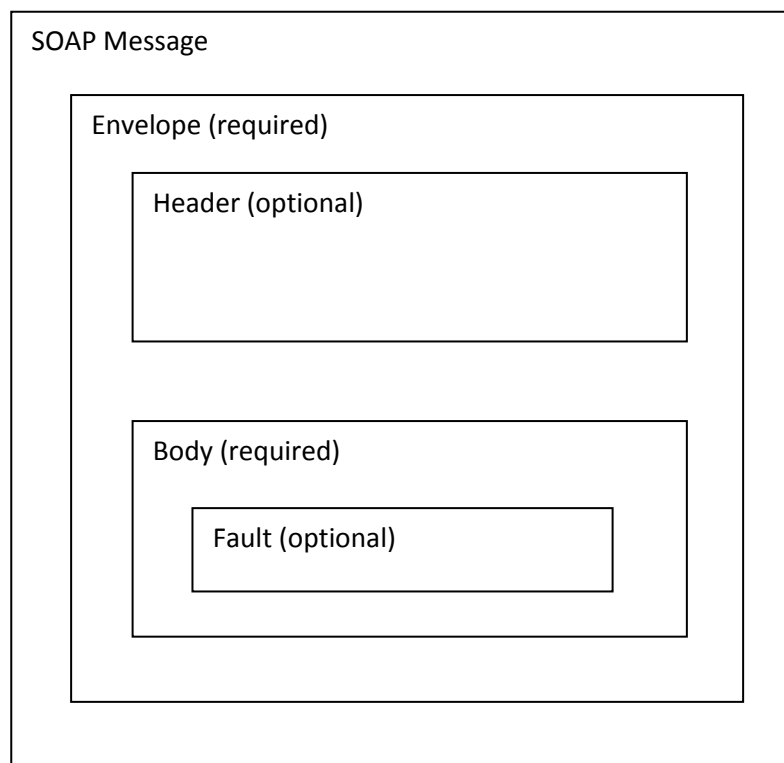 SOAP Message
Envelope (required)
Header (optional)
Body (required)
Fault (optional)